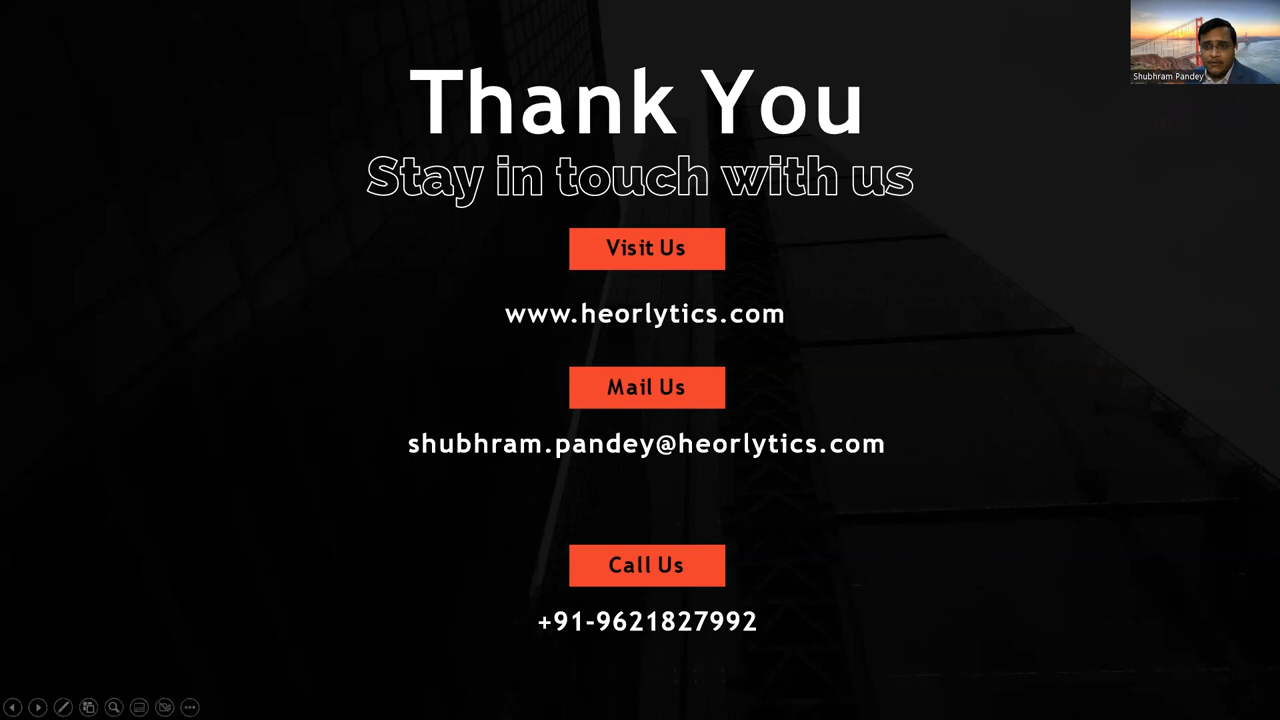 Thank You
Stay in touch with us
Visit Us
www.heorlytics.com
Mail Us
shubhram.pandey@heorlytics.com
Call Us
+91-9621827992
Shubhram Pandey